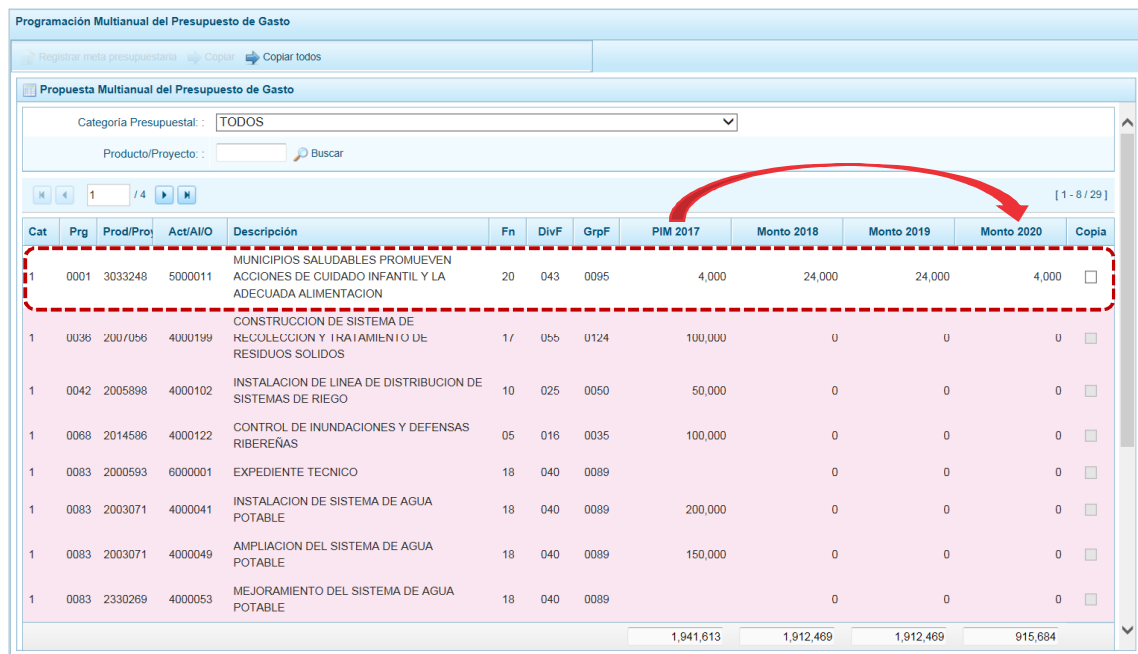 Programación Multianual del Presupuesto de Gasto
Registrar meta presupuestaria Copiar Copiar todos
Propuesta Multianual del Presupuesto de Gasto
Categoría Presupuestal: : TODOS
Producto/Proyecto: : Buscar
1 / 4 [ 1 - 8 / 29 ]
Cat Prg Prod/Proy Act/AI/O Descripción Fn DivF GrpF PIM 2017 Monto 2018 Monto 2019 Monto 2020 Copia
MUNICIPIOS SALUDABLES PROMUEVEN
1 0001 3033248 5000011 ACCIONES DE CUIDADO INFANTIL Y LA 20 043 0095 4,000 24,000 24,000 4,000
ADECUADA ALIMENTACION
CONSTRUCCION DE SISTEMA DE
1 0036 2007056 4000199 RECOLECCION Y TRATAMIENTO DE 17 055 0124 100,000 0 0 0
RESIDUOS SOLIDOS
INSTALACION DE LINEA DE DISTRIBUCION DE
1 0042 2005898 4000102 SISTEMAS DE RIEGO 10 025 0050 50,000 0 0 0
CONTROL DE INUNDACIONES Y DEFENSAS
1 0068 2014586 4000122 RIBEREÑAS 05 016 0035 100,000 0 0 0
1 0083 2000593 6000001 EXPEDIENTE TECNICO 18 040 0089 0 0 0
INSTALACION DE SISTEMA DE AGUA
1 0083 2003071 4000041 POTABLE 18 040 0089 200,000 0 0 0
AMPLIACION DEL SISTEMA DE AGUA
1 0083 2003071 4000049 POTABLE 18 040 0089 150,000 0 0 0
MEJORAMIENTO DEL SISTEMA DE AGUA
1 0083 2330269 4000053 POTABLE 18 040 0089 0 0 0
1,941,613 1,912,469 1,912,469 915,684